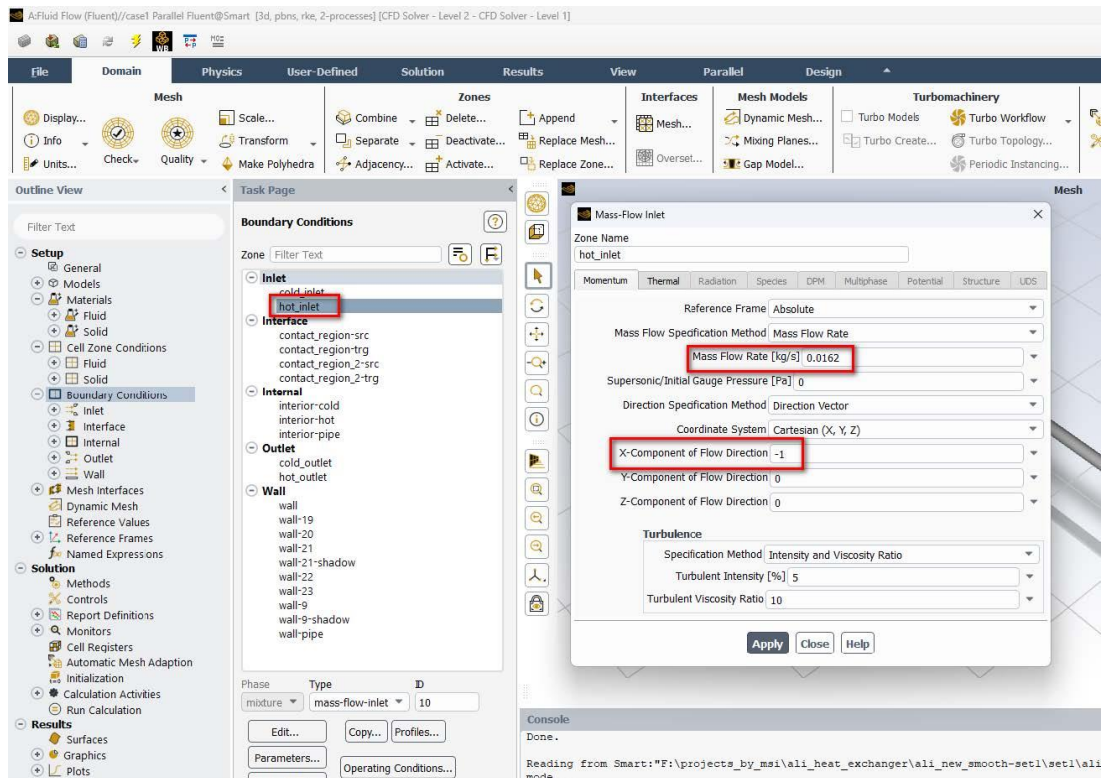 A:Fluid Flow (Fluent)//case1 Parallel Fluent@Smart [3d, pbns, rke, 2-processes] [CFD Solver - Level 2 - CFD Solver - Level 1]
WB
File Domain Physics User-Defined Solution Results View Parallel Design
Mesh
Display...
Info
Units...
Check
Quality
Scale...
Transform
Make Polyhedra
Zones
Combine
Separate
Adjacency...
Delete...
Deactivate...
Activate...
Append
Replace Mesh...
Replace Zone...
Interfaces
Mesh...
Overset...
Mesh Models
Dynamic Mesh...
Mixing Planes...
Gap Model...
Turbomachinery
Turbo Models
Turbo Create...
Turbo Workflow
Turbo Topology...
Periodic Instancing...
Outline View
Filter Text
Setup
General
Models
Materials
Fluid
Solid
Cell Zone Conditions
Fluid
Solid
Boundary Conditions
Inlet
Interface
Internal
Outlet
Wall
Mesh Interfaces
Dynamic Mesh
Reference Values
Reference Frames
Named Expressions
Solution
Methods
Controls
Report Definitions
Monitors
Cell Registers
Automatic Mesh Adaption
Initialization
Calculation Activities
Run Calculation
Results
Surfaces
Graphics
Plots
Task Page
Boundary Conditions
Zone Filter Text
Inlet
cold_inlet
hot_inlet
Interface
contact_region-src
contact_region-trg
contact_region_2-src
contact_region_2-trg
Internal
interior-cold
interior-hot
interior-pipe
Outlet
cold_outlet
hot_outlet
Wall
wall
wall-19
wall-20
wall-21
wall-21-shadow
wall-22
wall-23
wall-9
wall-9-shadow
wall-pipe
Phase Type ID
mixture mass-flow-inlet 10
Edit... Copy... Profiles...
Parameters... Operating Conditions...
Mesh
Mass-Flow Inlet
Zone Name
hot_inlet
Momentum Thermal Radiation Species DPM Multiphase Potential Structure UDS
Reference Frame Absolute
Mass Flow Specification Method Mass Flow Rate
Mass Flow Rate [kg/s] 0.0162
Supersonic/Initial Gauge Pressure [Pa] 0
Direction Specification Method Direction Vector
Coordinate System Cartesian (X, Y, Z)
X-Component of Flow Direction -1
Y-Component of Flow Direction 0
Z-Component of Flow Direction 0
Turbulence
Specification Method Intensity and Viscosity Ratio
Turbulent Intensity [%] 5
Turbulent Viscosity Ratio 10
Apply Close Help
Console
Done.
Reading from Smart:"F:\projects_by_msi\ali_heat_exchanger\ali_new_smooth-set1\set1\ali
mode